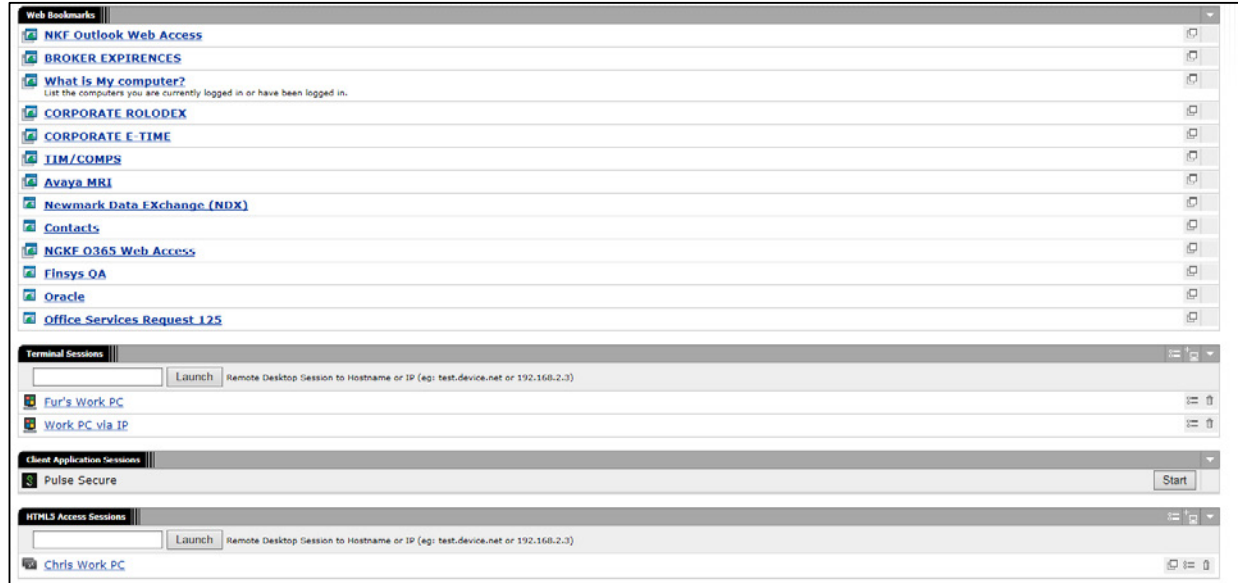 Web Bookmarks
NKF Outlook Web Access
BROKER EXPIRENCES
What is My computer?
List the computers you are currently logged in or have been logged in.
CORPORATE ROLODEX
CORPORATE E-TIME
TIM/COMPS
Avaya MRI
Newmark Data EXchange (NDX)
Contacts
NGKF O365 Web Access
Finsys QA
Oracle
Office Services Request 125
Terminal Sessions
Launch Remote Desktop Session to Hostname or IP (eg: test.device.net or 192.168.2.3)
Fur's Work PC
Work PC via IP
Client Application Sessions
Pulse Secure Start
HTML5 Access Sessions
Launch Remote Desktop Session to Hostname or IP (eg: test.device.net or 192.168.2.3)
Chris Work PC